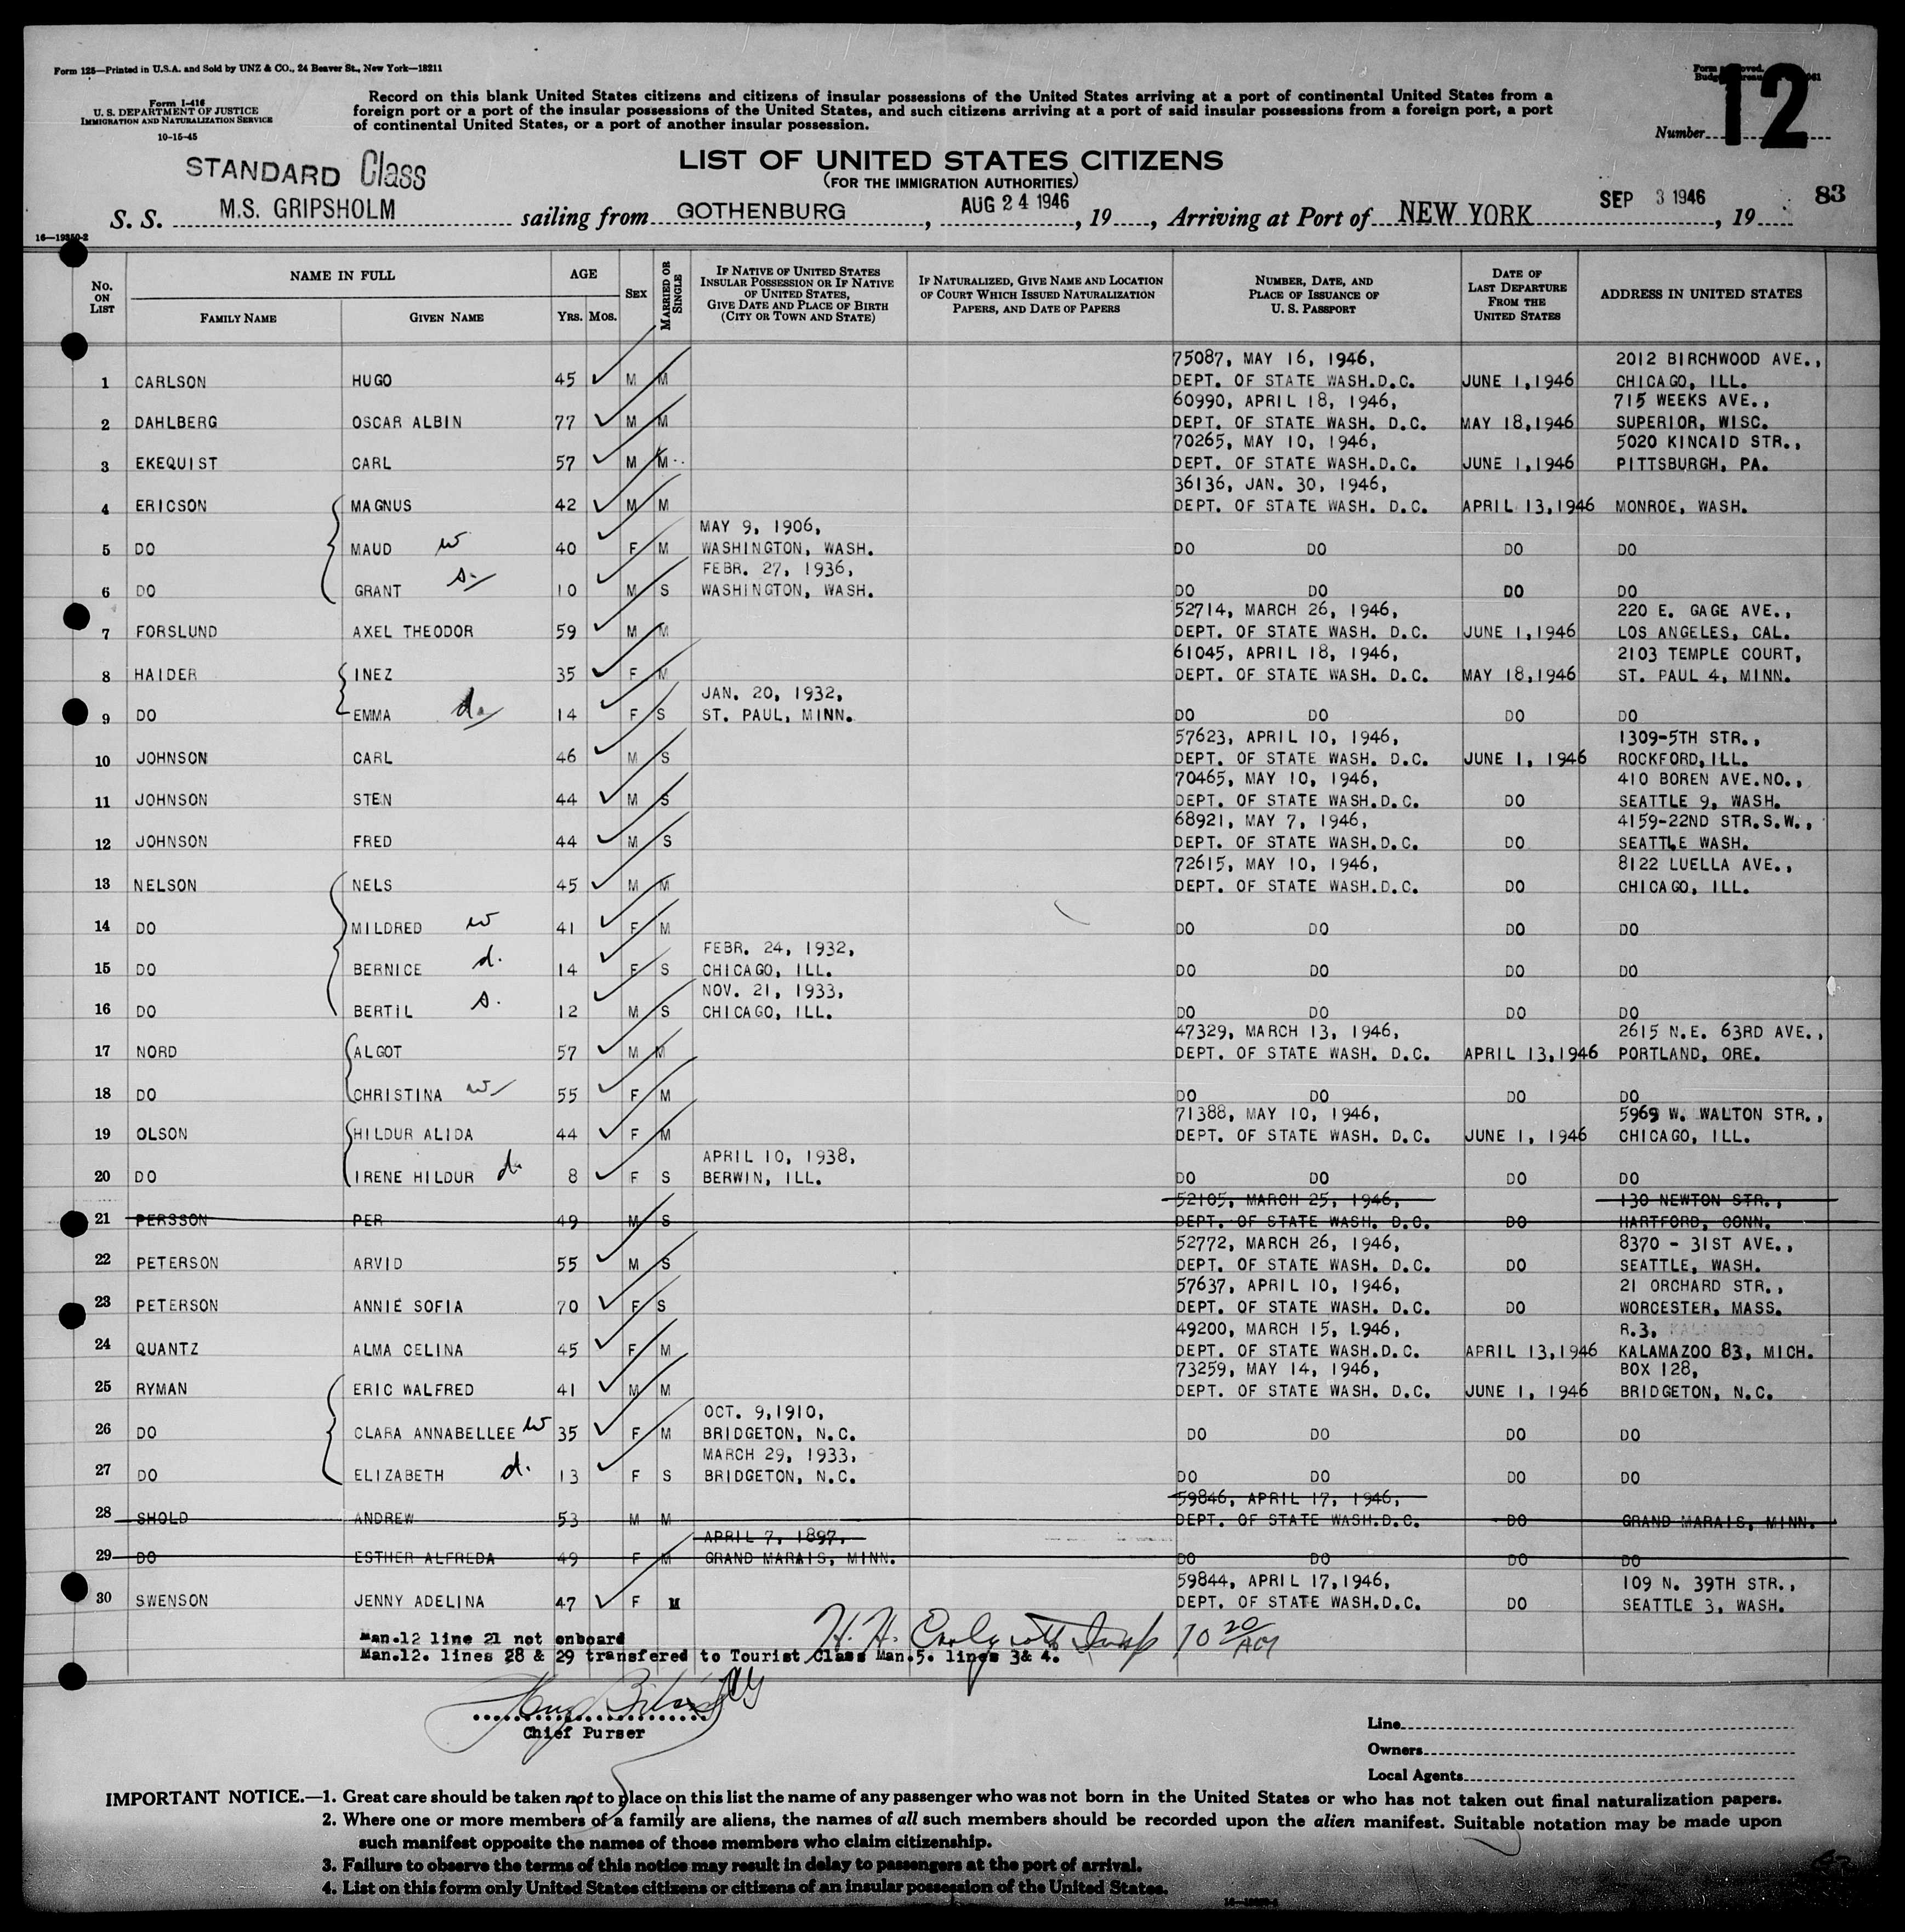 Form 125—Printed in U.S.A. and Sold by UNZ & CO., 24 Beaver St., New York—18211
Form I-416
U. S. DEPARTMENT OF JUSTICE
IMMIGRATION AND NATURALIZATION SERVICE
10-15-45
Record on this blank United States citizens and citizens of insular possessions of the United States arriving at a port of continental United States from a
foreign port or a port of the insular possessions of the United States, and such citizens arriving at a port of said insular possessions from a foreign port, a port
of continental United States, or a port of another insular possession.
Number 12
STANDARD Class
LIST OF UNITED STATES CITIZENS
(FOR THE IMMIGRATION AUTHORITIES)
S. S. M.S. GRIPSHOLM sailing from GOTHENBURG, AUG 24 1946, 19, Arriving at Port of NEW YORK SEP 3 1946, 19 83
16—19350-2
No. ON LIST NAME IN FULL FAMILY NAME GIVEN NAME AGE YRS. MOS. SEX MARRIED OR SINGLE IF NATIVE OF UNITED STATES INSULAR POSSESSION OR IF NATIVE OF UNITED STATES, GIVE DATE AND PLACE OF BIRTH (CITY OR TOWN AND STATE) IF NATURALIZED, GIVE NAME AND LOCATION OF COURT WHICH ISSUED NATURALIZATION PAPERS, AND DATE OF PAPERS NUMBER, DATE, AND PLACE OF ISSUANCE OF U. S. PASSPORT DATE OF LAST DEPARTURE FROM THE UNITED STATES ADDRESS IN UNITED STATES
75087, MAY 16, 1946, 2012 BIRCHWOOD AVE.,
1 CARLSON HUGO 45 M M DEPT. OF STATE WASH.D.C. JUNE 1,1946 CHICAGO, ILL.
60990, APRIL 18, 1946, 715 WEEKS AVE.,
2 DAHLBERG OSCAR ALBIN 77 M M DEPT. OF STATE WASH. D.C. MAY 18,1946 SUPERIOR, WISC.
70265, MAY 10, 1946, 5020 KINCAID STR.,
3 EKEQUIST CARL 57 M M DEPT. OF STATE WASH.D.C. JUNE 1,1946 PITTSBURGH, PA.
36136, JAN. 30, 1946,
4 ERICSON MAGNUS 42 M M DEPT. OF STATE WASH. D.C. APRIL 13,1946 MONROE, WASH.
MAY 9, 1906,
5 DO MAUD w 40 F M WASHINGTON, WASH. DO DO DO DO
FEBR. 27, 1936,
6 DO GRANT s. 10 M S WASHINGTON, WASH. DO DO DO DO
52714, MARCH 26, 1946, 220 E. GAGE AVE.,
7 FORSLUND AXEL THEODOR 59 M M DEPT. OF STATE WASH. D.C. JUNE 1,1946 LOS ANGELES, CAL.
61045, APRIL 18, 1946, 2103 TEMPLE COURT,
8 HAIDER INEZ 35 F M DEPT. OF STATE WASH. D.C. MAY 18,1946 ST. PAUL 4, MINN.
JAN. 20, 1932,
9 DO EMMA d. 14 F S ST. PAUL, MINN. DO DO DO DO
57623, APRIL 10, 1946, 1309-5TH STR.,
10 JOHNSON CARL 46 M S DEPT. OF STATE WASH. D.C. JUNE 1, 1946 ROCKFORD,ILL.
70465, MAY 10, 1946, 410 BOREN AVE.NO.,
11 JOHNSON STEN 44 M S DEPT. OF STATE WASH.D.C. DO SEATTLE 9, WASH.
68921, MAY 7, 1946, 4159-22ND STR.S.W.,
12 JOHNSON FRED 44 M S DEPT. OF STATE WASH.D.C. DO SEATTLE WASH.
72615, MAY 10, 1946, 8122 LUELLA AVE.,
13 NELSON NELS 45 M M DEPT. OF STATE WASH.D.C. DO CHICAGO, ILL.
14 DO MILDRED w 41 F M DO DO DO DO
FEBR. 24, 1932,
15 DO BERNICE d. 14 F S CHICAGO, ILL. DO DO DO DO
NOV. 21, 1933,
16 DO BERTIL s. 12 M S CHICAGO, ILL. DO DO DO DO
47329, MARCH 13, 1946, 2615 N.E. 63RD AVE.,
17 NORD ALGOT 57 M M DEPT. OF STATE WASH. D.C. APRIL 13,1946 PORTLAND, ORE.
18 DO CHRISTINA w 55 F M DO DO DO DO
71388, MAY 10, 1946, 5969 W. WALTON STR.,
19 OLSON HILDUR ALIDA 44 F M DEPT. OF STATE WASH. D.C. JUNE 1, 1946 CHICAGO, ILL.
APRIL 10, 1938,
20 DO IRENE HILDUR d. 8 F S BERWIN, ILL. DO DO DO DO
52105, MARCH 25, 1946, 130 NEWTON STR.,
21 PERSSON PER 49 M S DEPT. OF STATE WASH. D.C. DO HARTFORD, CONN.
52772, MARCH 26, 1946, 8370 - 31ST AVE.,
22 PETERSON ARVID 55 M S DEPT. OF STATE WASH. D.C. DO SEATTLE, WASH.
57637, APRIL 10, 1946, 21 ORCHARD STR.,
23 PETERSON ANNIE SOFIA 70 F S DEPT. OF STATE WASH. D.C. DO WORCESTER, MASS.
49200, MARCH 15, 1946, R.3,
24 QUANTZ ALMA CELINA 45 F M DEPT. OF STATE WASH.D.C. APRIL 13,1946 KALAMAZOO 83, MICH.
73259, MAY 14, 1946, BOX 128,
25 RYMAN ERIC WALFRED 41 M M DEPT. OF STATE WASH. D.C. JUNE 1, 1946 BRIDGETON, N.C.
OCT. 9,1910,
26 DO CLARA ANNABELLEE w 35 F M BRIDGETON, N.C. DO DO DO DO
MARCH 29, 1933,
27 DO ELIZABETH d. 13 F S BRIDGETON, N.C. DO DO DO DO
59846, APRIL 17, 1946,
28 SHOLD ANDREW 53 M M DEPT. OF STATE WASH.D.C. DO GRAND MARAIS, MINN.
APRIL 7, 1897,
29 DO ESTHER ALFREDA 49 F M GRAND MARAIS, MINN. DO DO DO DO
59844, APRIL 17,1946, 109 N. 39TH STR.,
30 SWENSON JENNY ADELINA 47 F M DEPT. OF STATE WASH.D.C. DO SEATTLE 3, WASH.
Man.12 line 21 not onboard H. H. Insp 10 20/AM
Man.12. lines 28 & 29 transfered to Tourist Class Man.5. lines 3& 4.
Chief Purser
Line
Owners
Local Agents
IMPORTANT NOTICE.—1. Great care should be taken not to place on this list the name of any passenger who was not born in the United States or who has not taken out final naturalization papers.
2. Where one or more members of a family are aliens, the names of all such members should be recorded upon the alien manifest. Suitable notation may be made upon
such manifest opposite the names of those members who claim citizenship.
3. Failure to observe the terms of this notice may result in delay to passengers at the port of arrival.
4. List on this form only United States citizens or citizens of an insular possession of the United States.